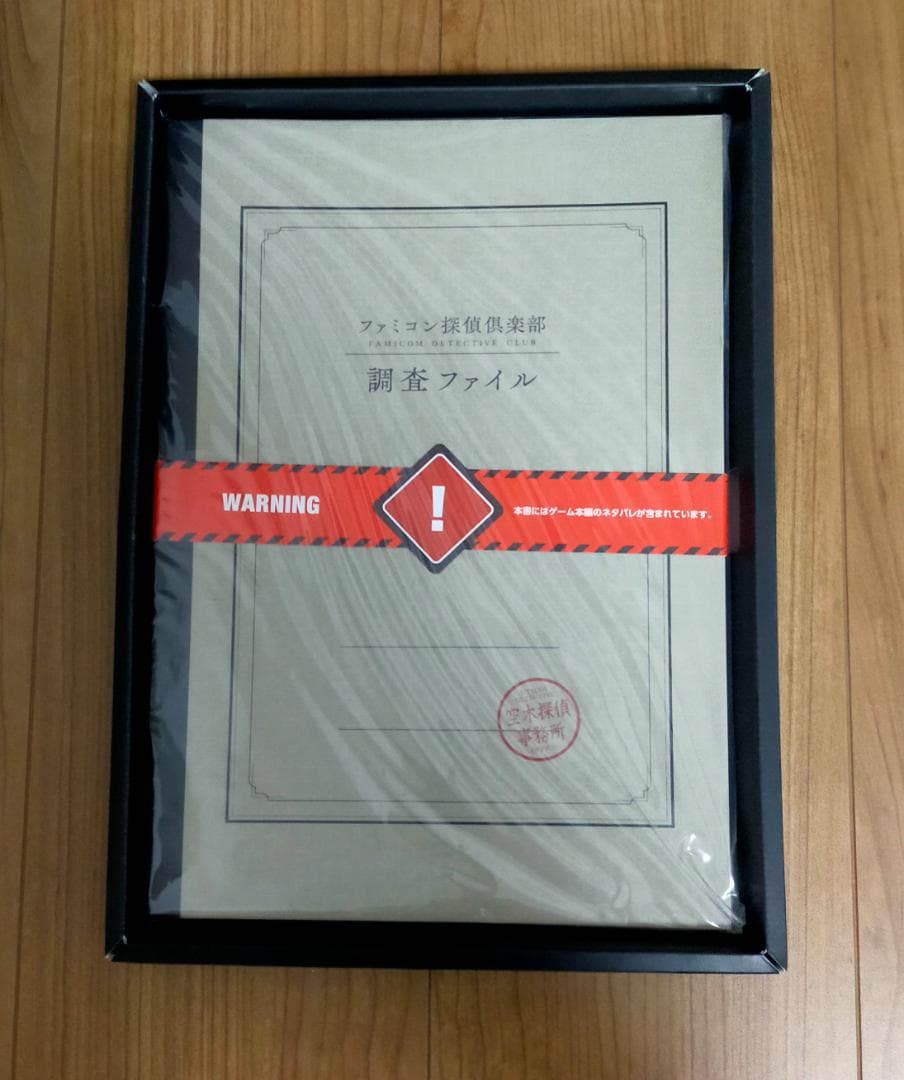 ファミコン探偵倶楽部
FAMICOM DETECTIVE CLUB
調査ファイル
WARNING
!
本書にはゲーム本編のネタバレが含まれています。
空木探偵
事務所